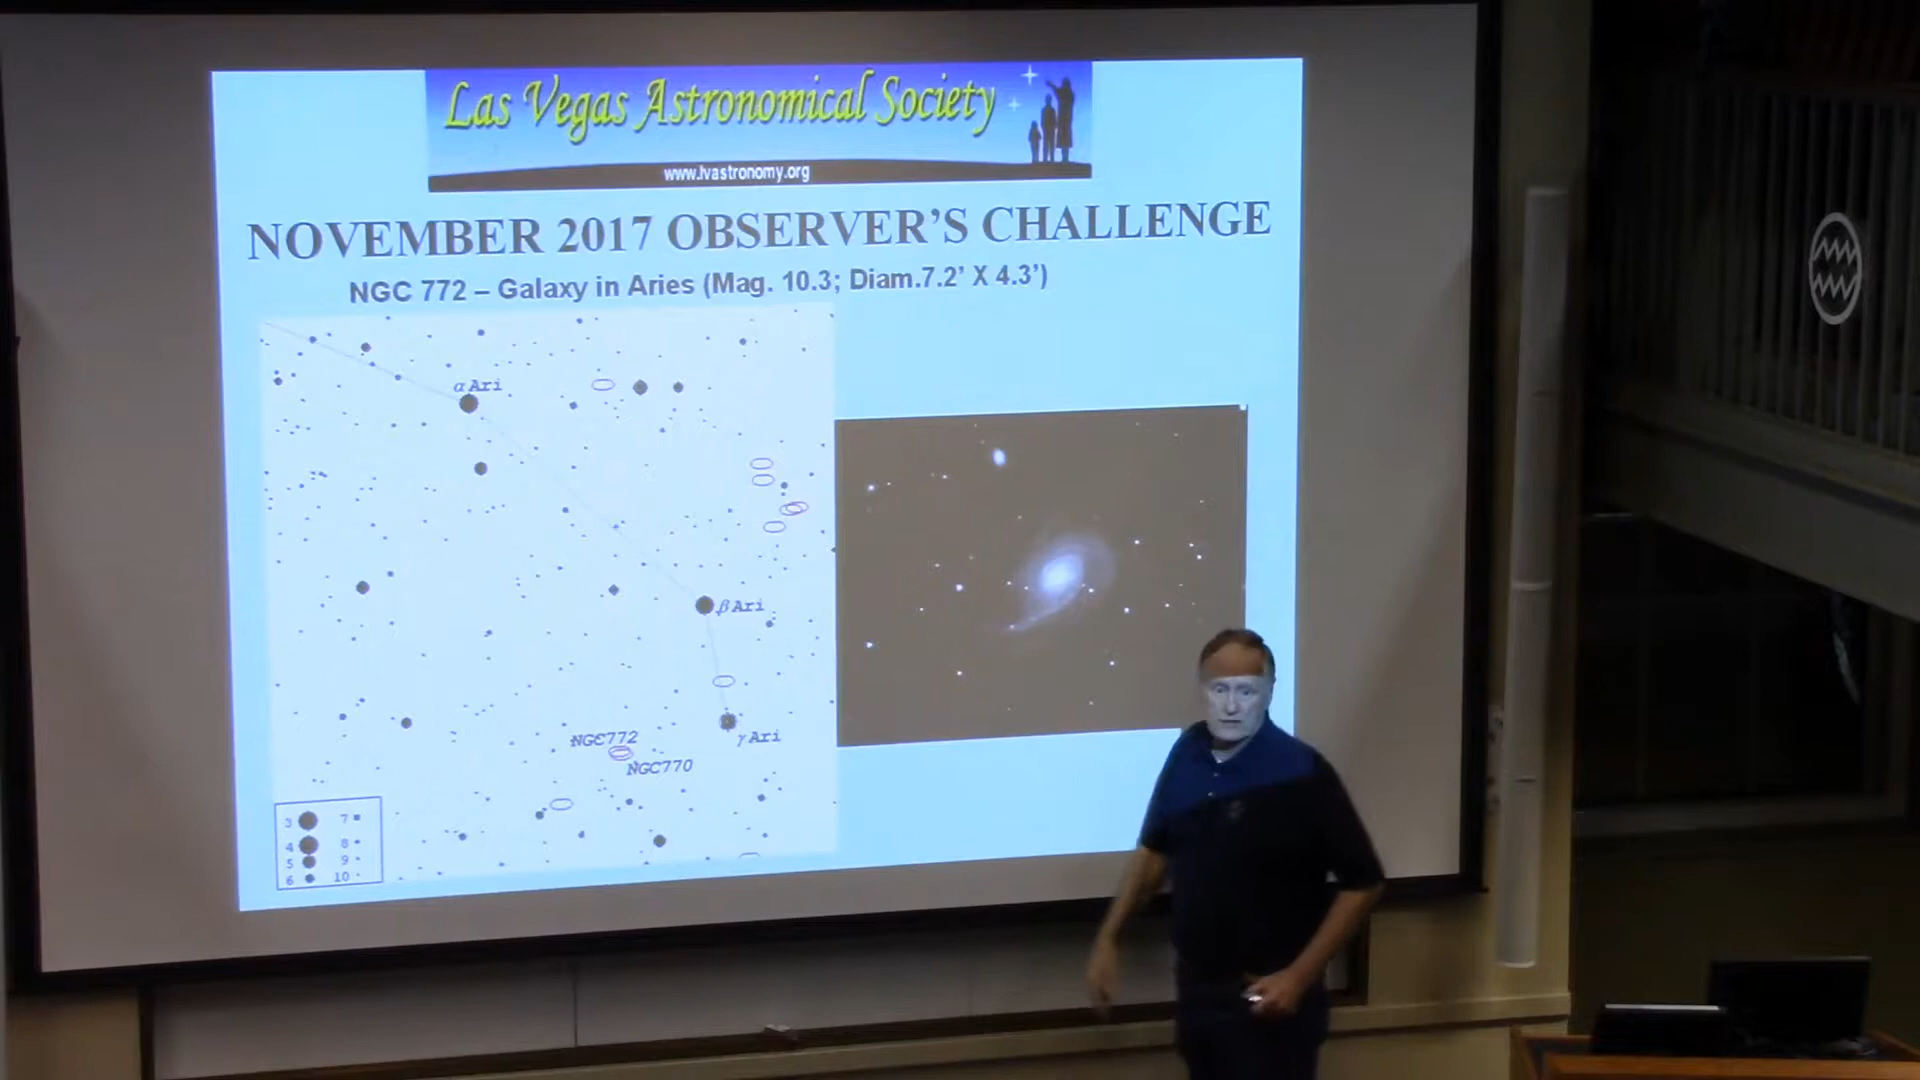 Las Vegas Astronomical Society
www.lvastronomy.org
NOVEMBER 2017 OBSERVER'S CHALLENGE
NGC 772 – Galaxy in Aries (Mag. 10.3; Diam.7.2' X 4.3')
α Ari
β Ari
γ Ari
NGC772
NGC770
3 7
4 8
5 9
6 10